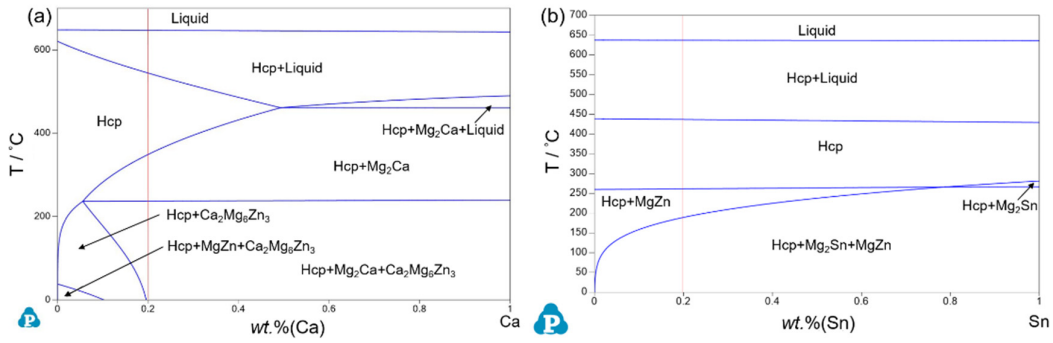 (a)
Liquid
600
Hcp+Liquid
Hcp
400
Hcp+Mg₂Ca+Liquid
T / °C
Hcp+Mg₂Ca
200
Hcp+Ca₂Mg₆Zn₃
Hcp+MgZn+Ca₂Mg₆Zn₃
Hcp+Mg₂Ca+Ca₂Mg₆Zn₃
0
0 0.2 0.4 0.6 0.8 1
P
wt.%(Ca)
Ca
(b)
700
650
600
550
500
450
400
350
300
250
200
150
100
50
0
T / °C
Liquid
Hcp+Liquid
Hcp
Hcp+MgZn
Hcp+Mg₂Sn
Hcp+Mg₂Sn+MgZn
0 0.2 0.4 0.6 0.8 1
P
wt.%(Sn)
Sn